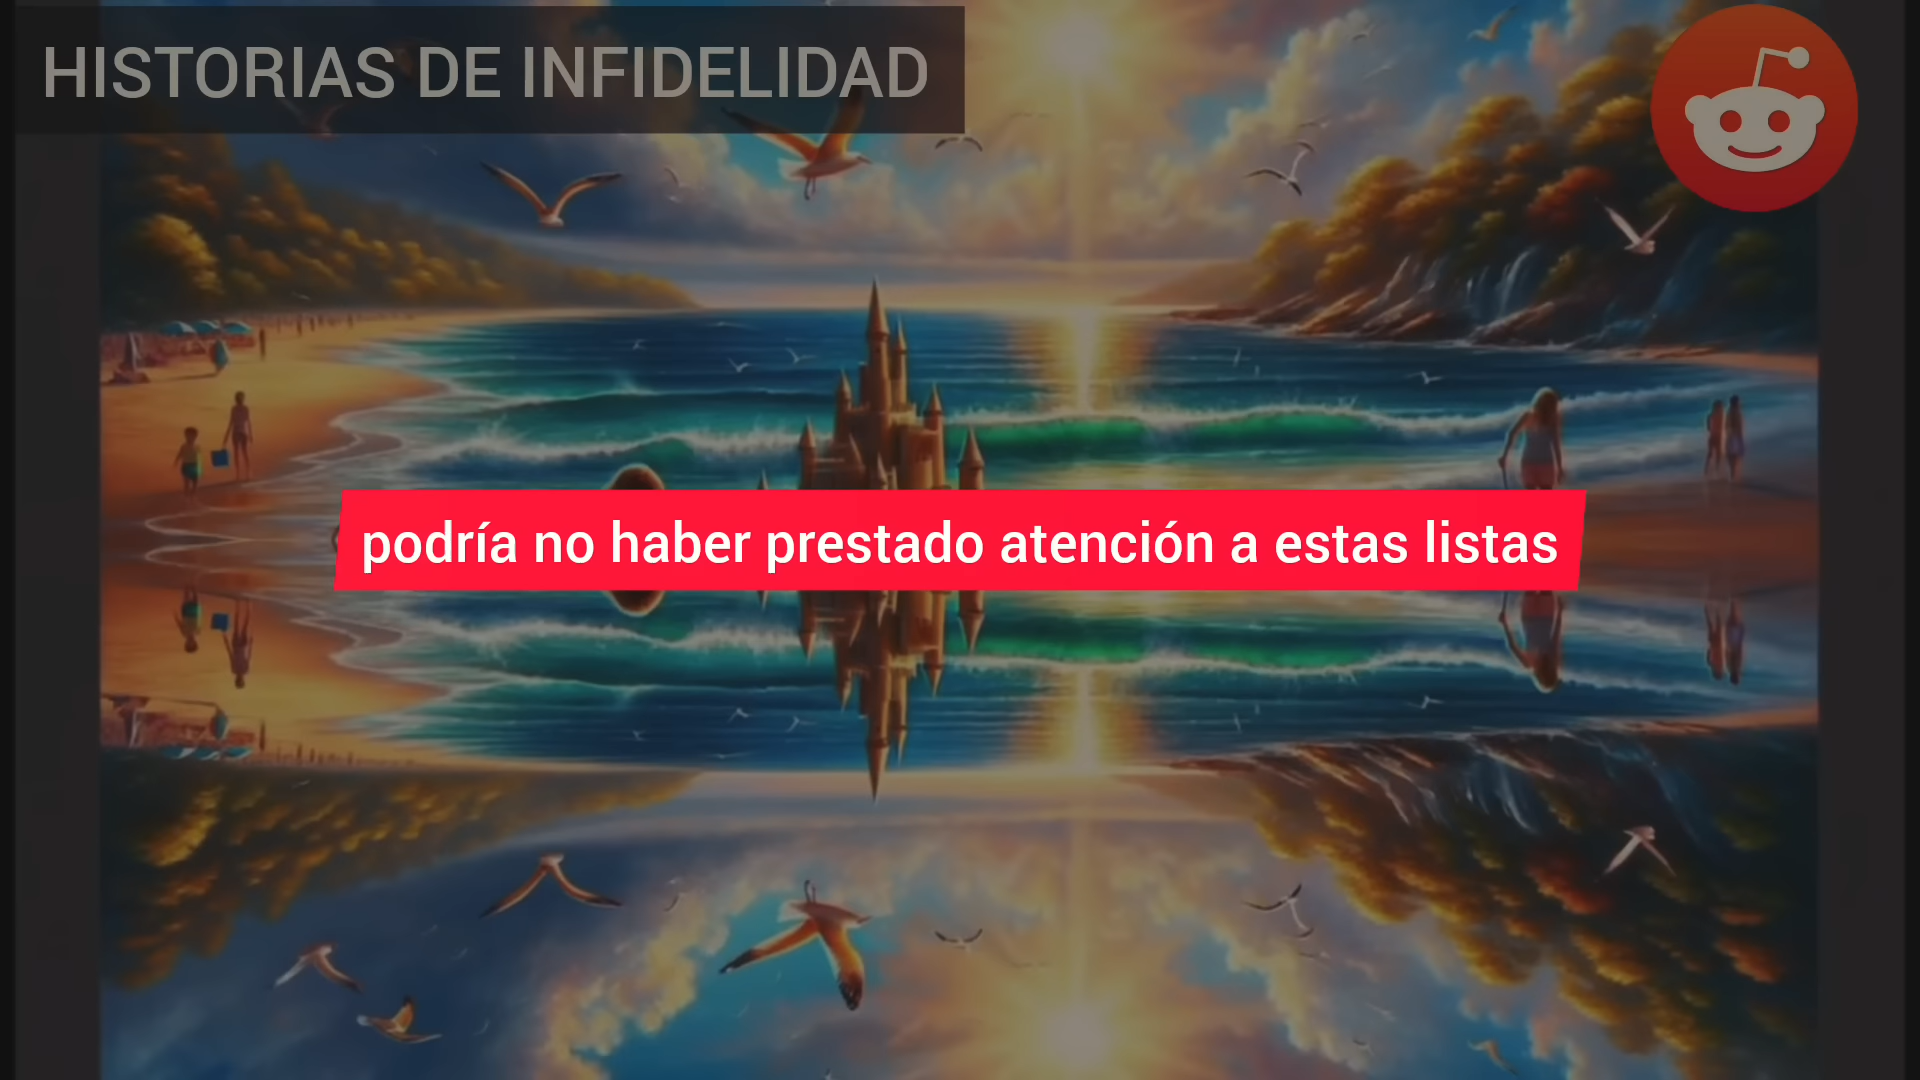 HISTORIAS DE INFIDELIDAD
podría no haber prestado atención a estas listas